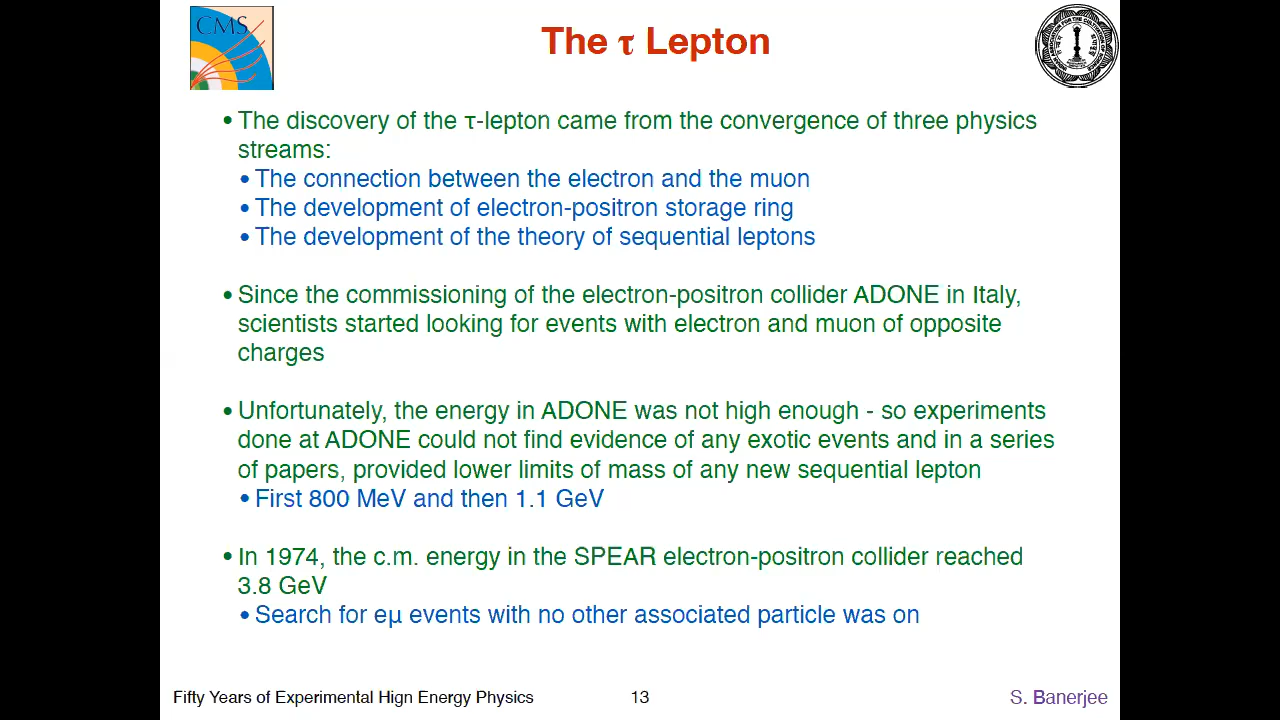 CMS
The τ Lepton
• The discovery of the τ-lepton came from the convergence of three physics
streams:
• The connection between the electron and the muon
• The development of electron-positron storage ring
• The development of the theory of sequential leptons
• Since the commissioning of the electron-positron collider ADONE in Italy,
scientists started looking for events with electron and muon of opposite
charges
• Unfortunately, the energy in ADONE was not high enough - so experiments
done at ADONE could not find evidence of any exotic events and in a series
of papers, provided lower limits of mass of any new sequential lepton
• First 800 MeV and then 1.1 GeV
• In 1974, the c.m. energy in the SPEAR electron-positron collider reached
3.8 GeV
• Search for eμ events with no other associated particle was on
Fifty Years of Experimental Hign Energy Physics
13
S. Banerjee